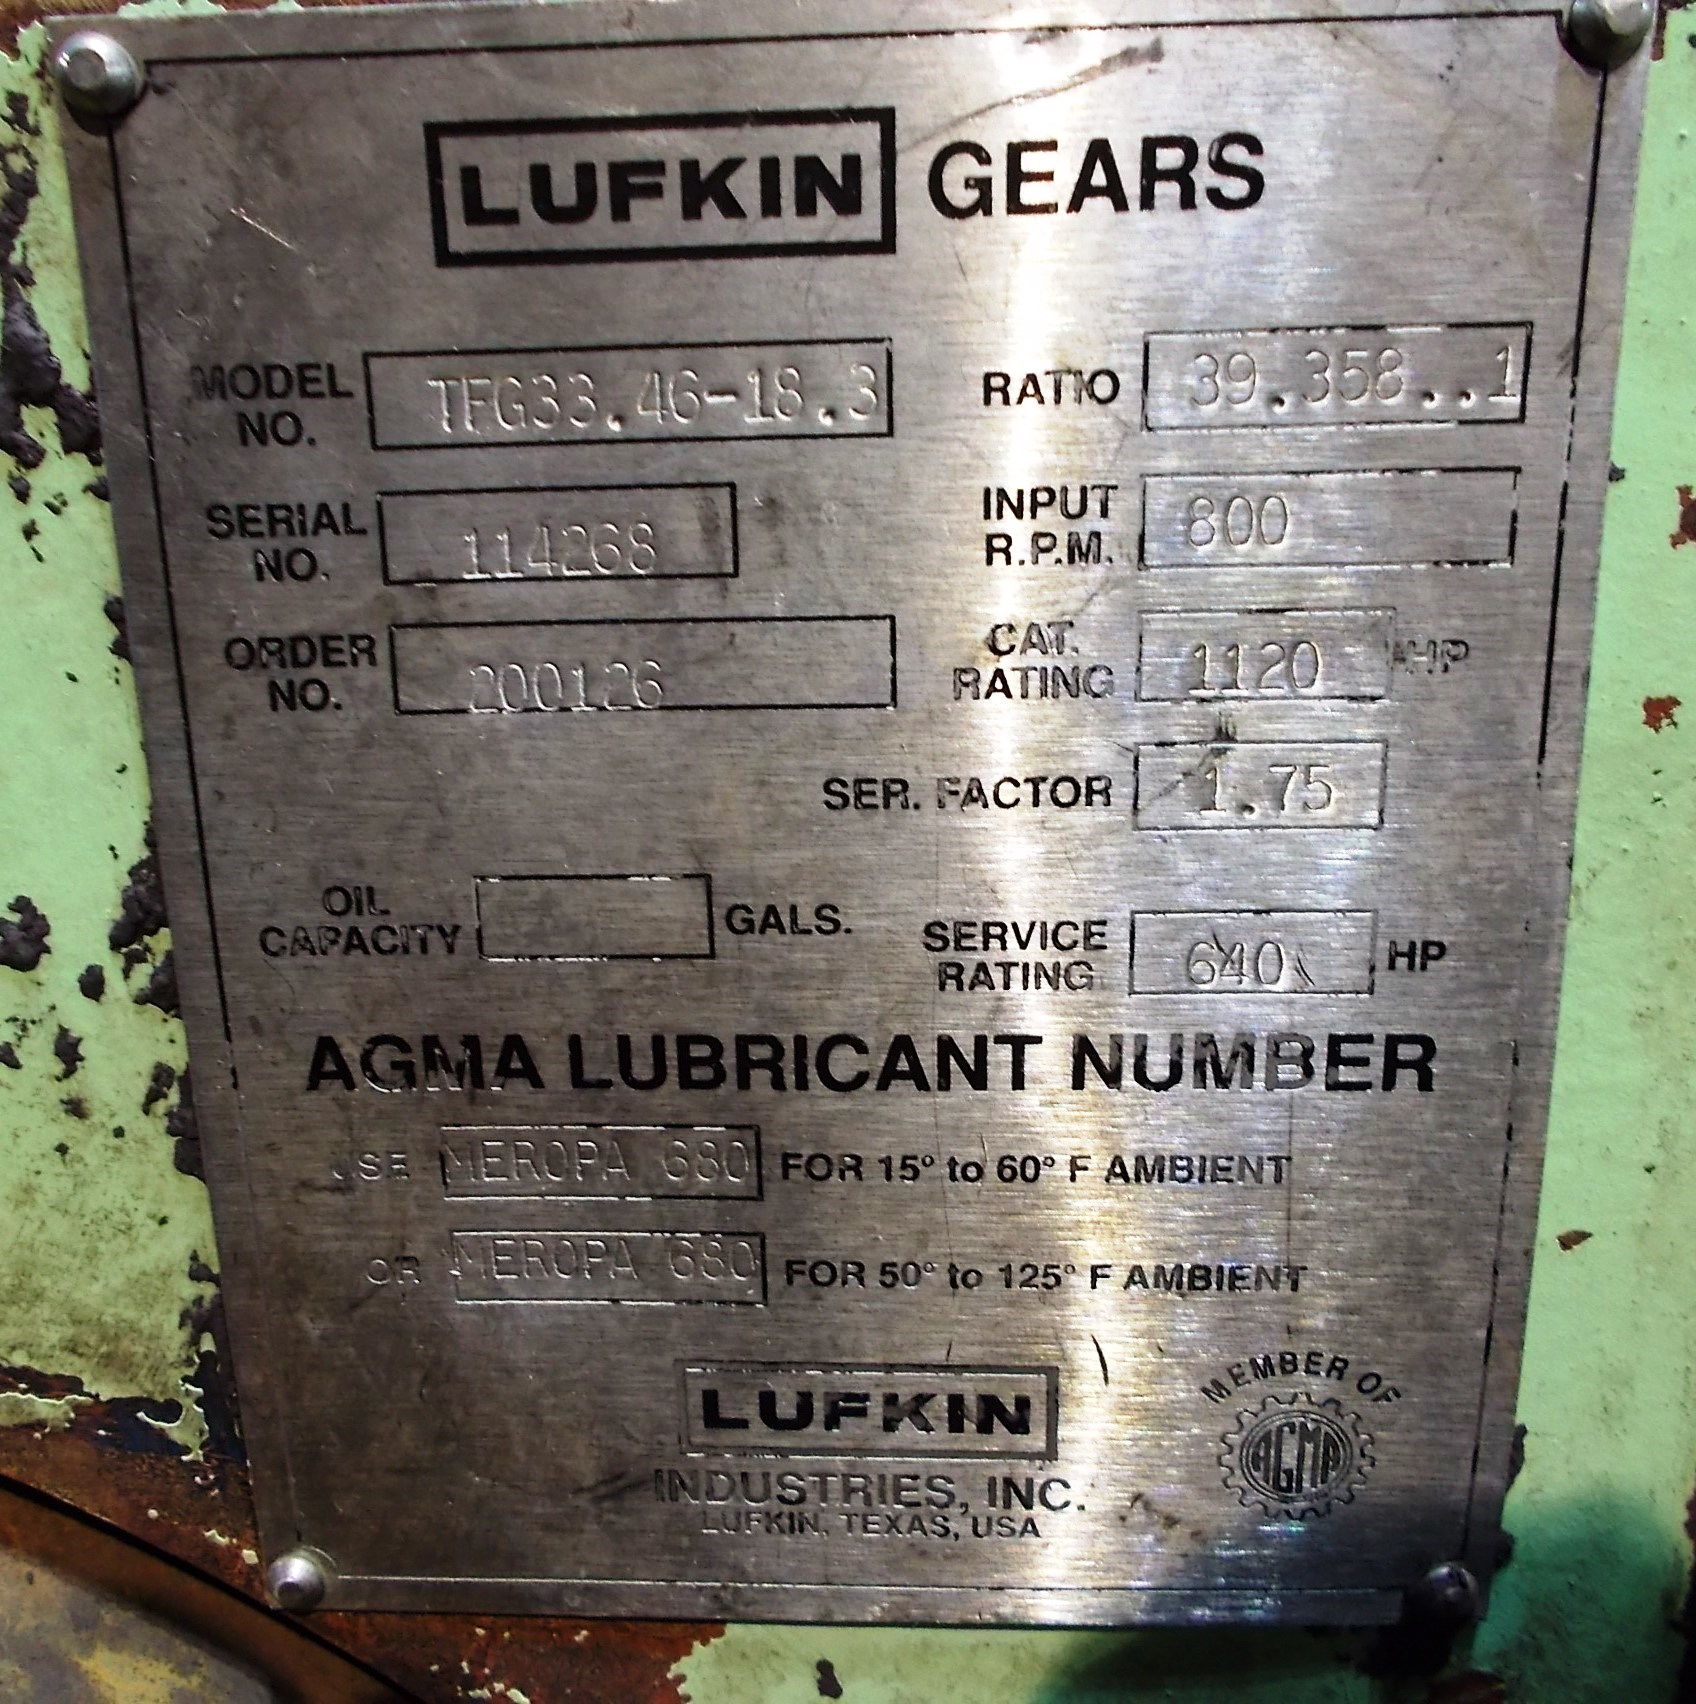 LUFKIN GEARS
MODEL NO. TFG33.46-18.3
RATIO 39.358..1
SERIAL NO. 114268
INPUT R.P.M. 800
ORDER NO. 200126
CAT. RATING 1120 HP
SER. FACTOR 1.75
OIL CAPACITY GALS.
SERVICE RATING 640 HP
AGMA LUBRICANT NUMBER
USE MEROPA 680 FOR 15° to 60° F AMBIENT
OR MEROPA 680 FOR 50° to 125° F AMBIENT
LUFKIN
INDUSTRIES, INC.
LUFKIN, TEXAS, USA
MEMBER OF
AGMA